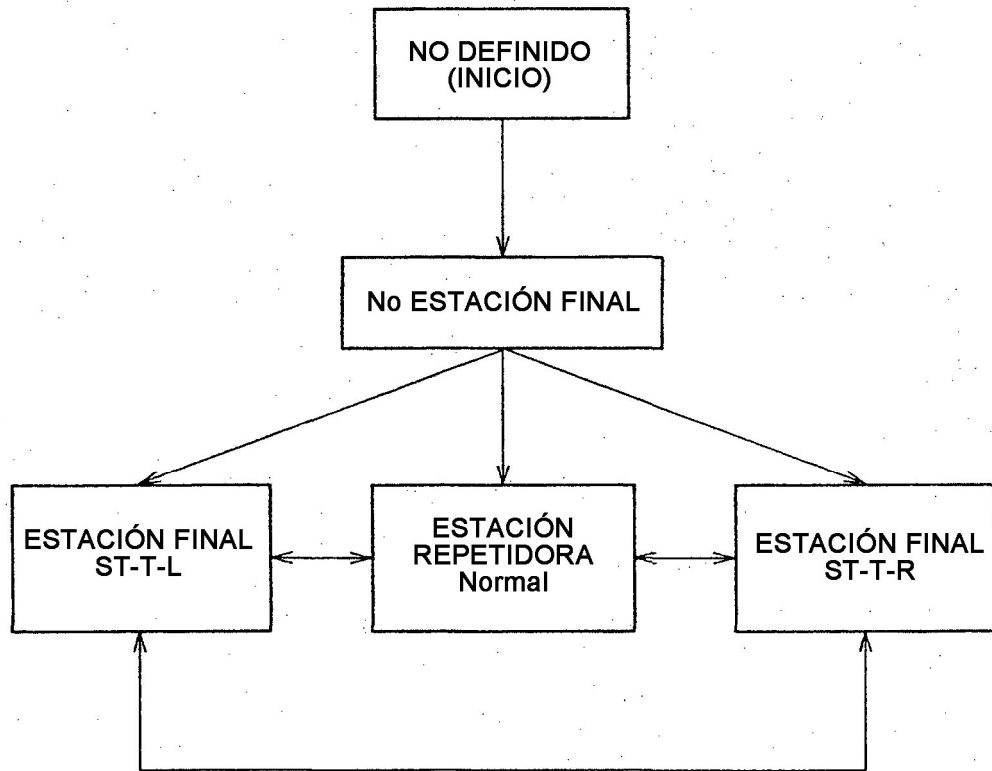 NO DEFINIDO
(INICIO)
No ESTACIÓN FINAL
ESTACIÓN FINAL
ST-T-L
ESTACIÓN
REPETIDORA
Normal
ESTACIÓN FINAL
ST-T-R